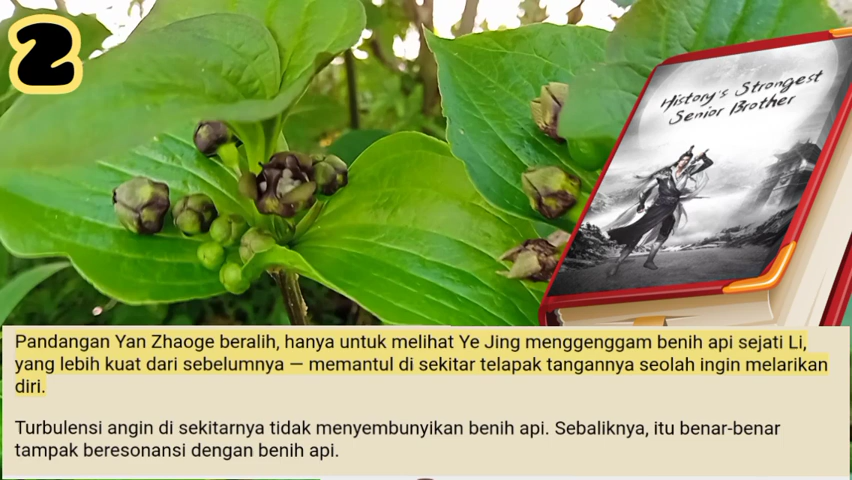 2
History's Strongest
Senior Brother
Pandangan Yan Zhaoge beralih, hanya untuk melihat Ye Jing menggenggam benih api sejati Li,
yang lebih kuat dari sebelumnya — memantul di sekitar telapak tangannya seolah ingin melarikan
diri.
Turbulensi angin di sekitarnya tidak menyembunyikan benih api. Sebaliknya, itu benar-benar
tampak beresonansi dengan benih api.